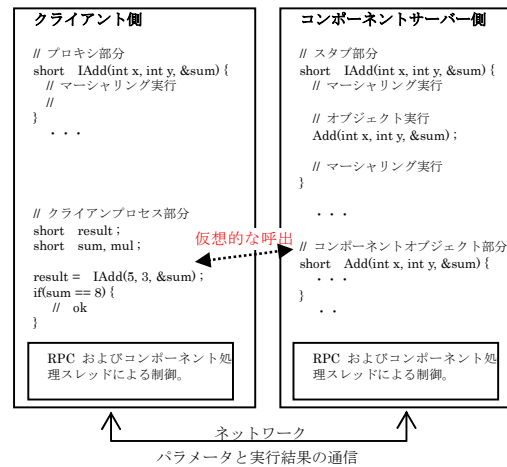 クライアント側
// プロキシ部分
short IAdd(int x, int y, &sum) {
// マーシャリング実行
//
}
・・・
// クライアンプロセス部分
short result ;
short sum, mul ;
result = IAdd(5, 3, &sum) ;
if(sum == 8) {
// ok
}
RPC およびコンポーネント処
理スレッドによる制御。
仮想的な呼出
コンポーネントサーバー側
// スタブ部分
short IAdd(int x, int y, &sum) {
// マーシャリング実行
// オブジェクト実行
Add(int x, int y, &sum) ;
// マーシャリング実行
}
・・・
// コンポーネントオブジェクト部分
short Add(int x, int y, &sum) {
・・・
}
・・
RPC およびコンポーネント処
理スレッドによる制御。
ネットワーク
パラメータと実行結果の通信